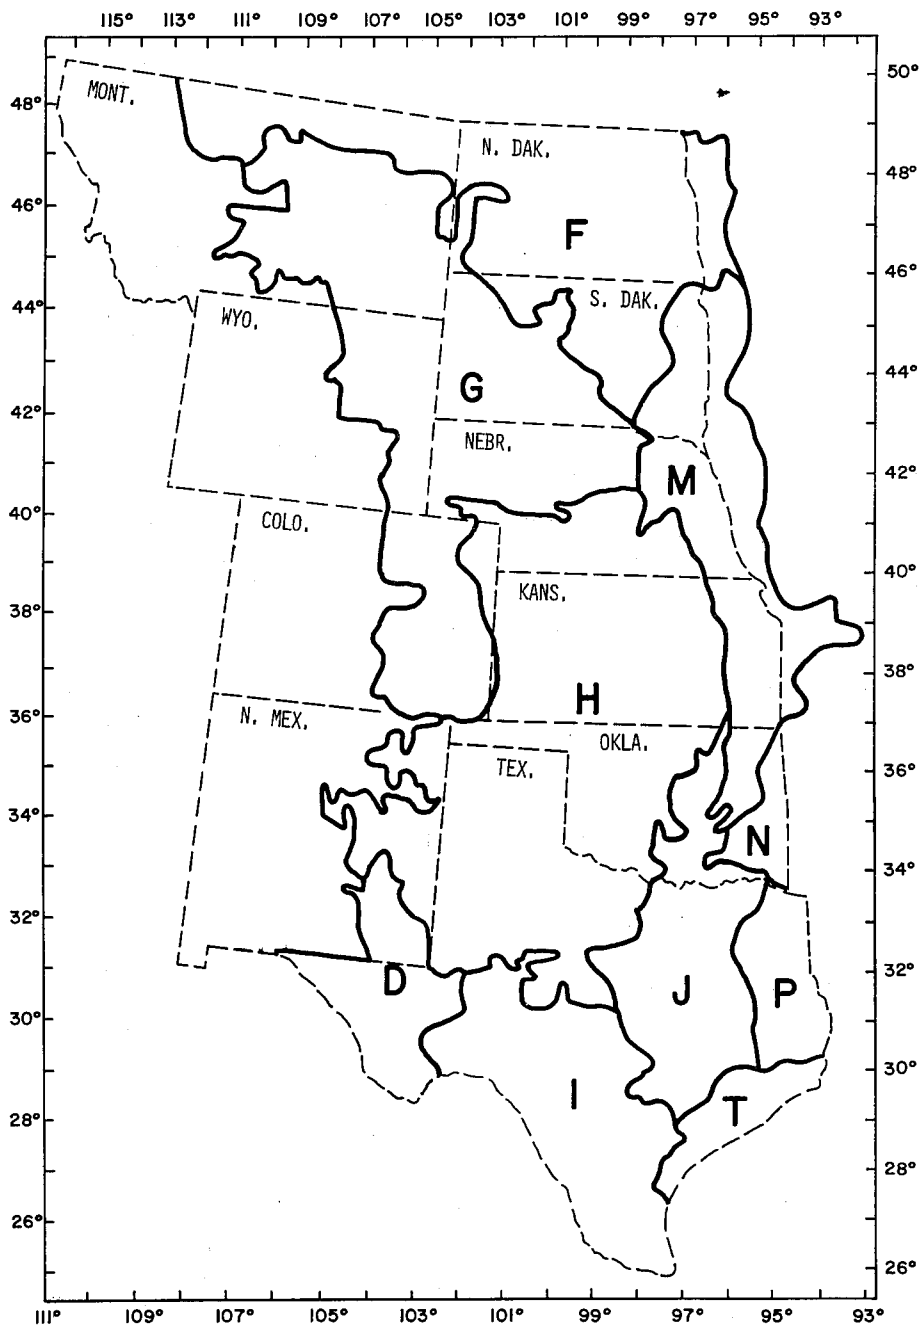 115° 113° 111° 109° 107° 105° 103° 101° 99° 97° 95° 93°
50°
MONT.
48°
N. DAK.
48°
46°
F
46°
S. DAK.
44°
WYO.
44°
G
42°
NEBR.
M
42°
40°
COLO.
40°
KANS.
38°
38°
H
36°
N. MEX.
OKLA.
TEX.
36°
34°
N
34°
32°
D
J
P
32°
30°
30°
I
T
28°
28°
26°
26°
111° 109° 107° 105° 103° 101° 99° 97° 95° 93°